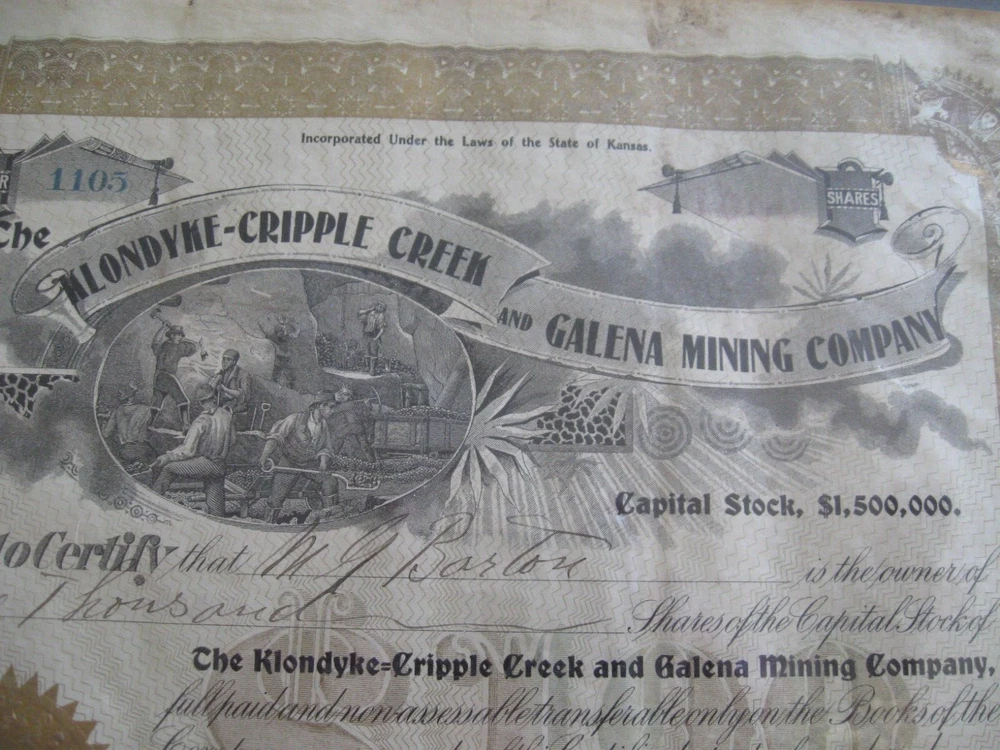 Incorporated Under the Laws of the State of Kansas.
R
1105
SHARES
The
KLONDYKE-CRIPPLE CREEK
AND GALENA MINING COMPANY
Capital Stock, $1,500,000.
to Certify that M G Barton is the owner of
Thousand Shares of the Capital Stock of
The Klondyke=Cripple Creek and Galena Mining Company,
full paid and non-assessable transferable only on the Books of the